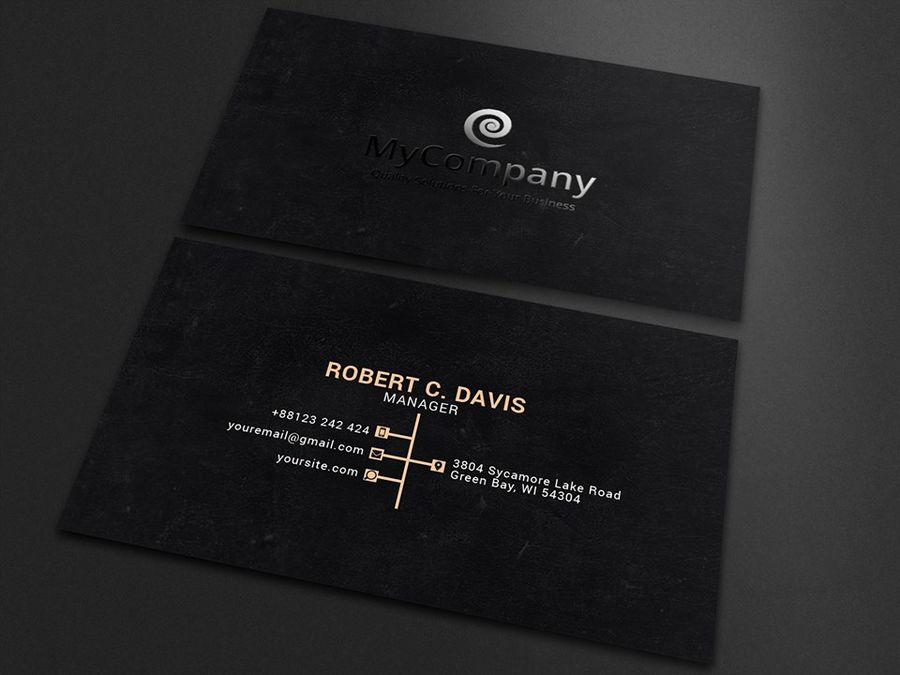 MyCompany
Quality Solutions For Your Business
ROBERT C. DAVIS
MANAGER
+88123 242 424
youremail@gmail.com
yoursite.com
3804 Sycamore Lake Road
Green Bay, WI 54304